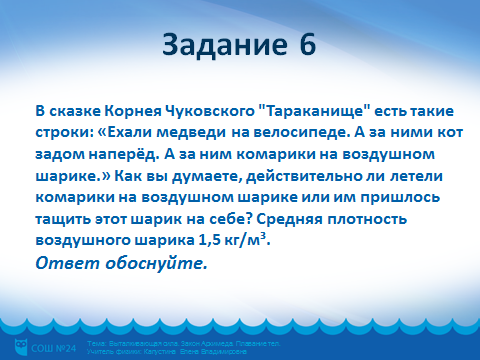 Задание 6
В сказке Корнея Чуковского "Тараканище" есть такие
строки: «Ехали медведи на велосипеде. А за ними кот
задом наперёд. А за ним комарики на воздушном
шарике.» Как вы думаете, действительно ли летели
комарики на воздушном шарике или им пришлось
тащить этот шарик на себе? Средняя плотность
воздушного шарика 1,5 кг/м³.
Ответ обоснуйте.
СОШ №24
Тема: Выталкивающая сила. Закон Архимеда. Плавание тел.
Учитель физики: Капустина Елена Владимировна